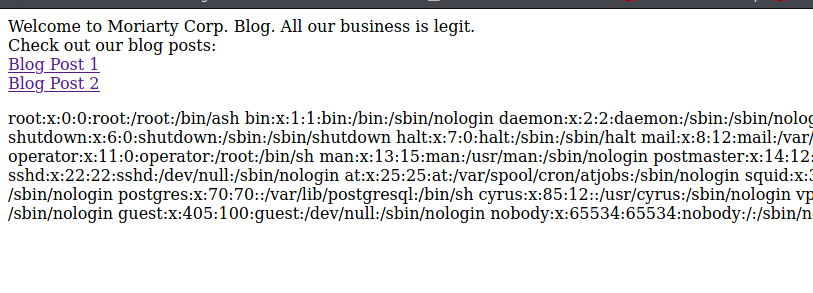 Welcome to Moriarty Corp. Blog. All our business is legit.
Check out our blog posts:
Blog Post 1
Blog Post 2
root:x:0:0:root:/root:/bin/ash bin:x:1:1:bin:/bin:/sbin/nologin daemon:x:2:2:daemon:/sbin:/sbin/nolog
shutdown:x:6:0:shutdown:/sbin:/sbin/shutdown halt:x:7:0:halt:/sbin:/sbin/halt mail:x:8:12:mail:/var/
operator:x:11:0:operator:/root:/bin/sh man:x:13:15:man:/usr/man:/sbin/nologin postmaster:x:14:12:
sshd:x:22:22:sshd:/dev/null:/sbin/nologin at:x:25:25:at:/var/spool/cron/atjobs:/sbin/nologin squid:x:3
/sbin/nologin postgres:x:70:70::/var/lib/postgresql:/bin/sh cyrus:x:85:12::/usr/cyrus:/sbin/nologin vp
/sbin/nologin guest:x:405:100:guest:/dev/null:/sbin/nologin nobody:x:65534:65534:nobody:/:/sbin/n